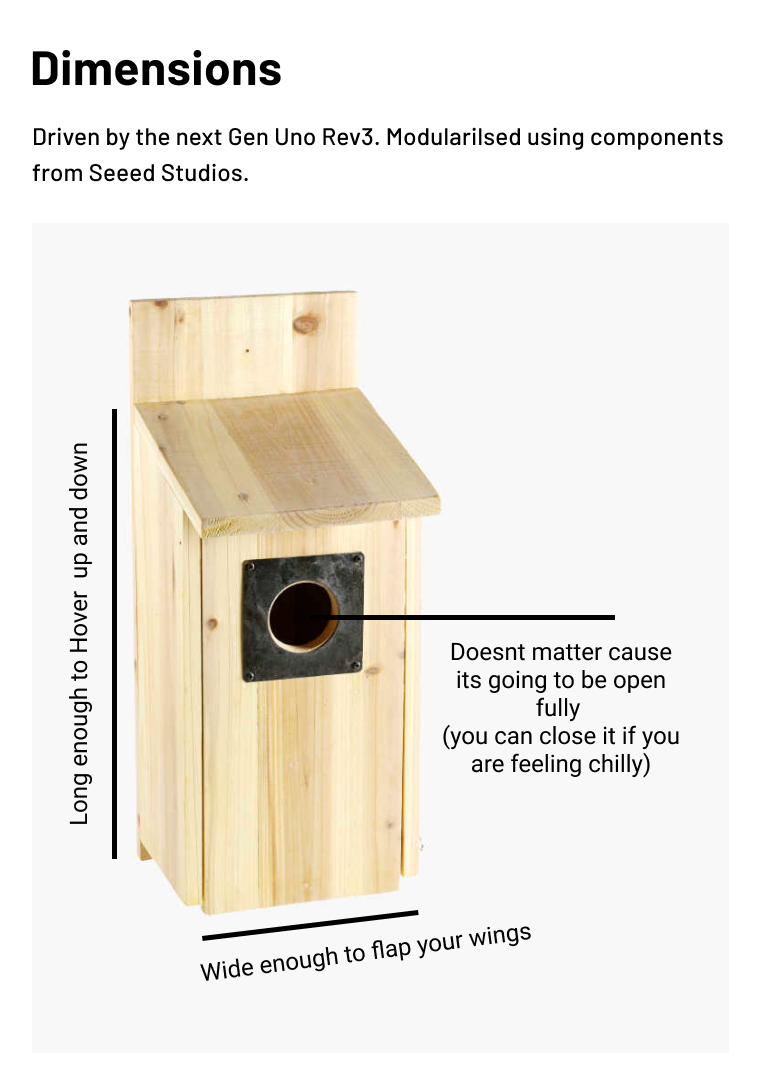 Dimensions
Driven by the next Gen Uno Rev3. Modularilsed using components
from Seeed Studios.
Long enough to Hover  up and down
Doesnt matter cause
its going to be open
fully
(you can close it if you
are feeling chilly)
Wide enough to flap your wings